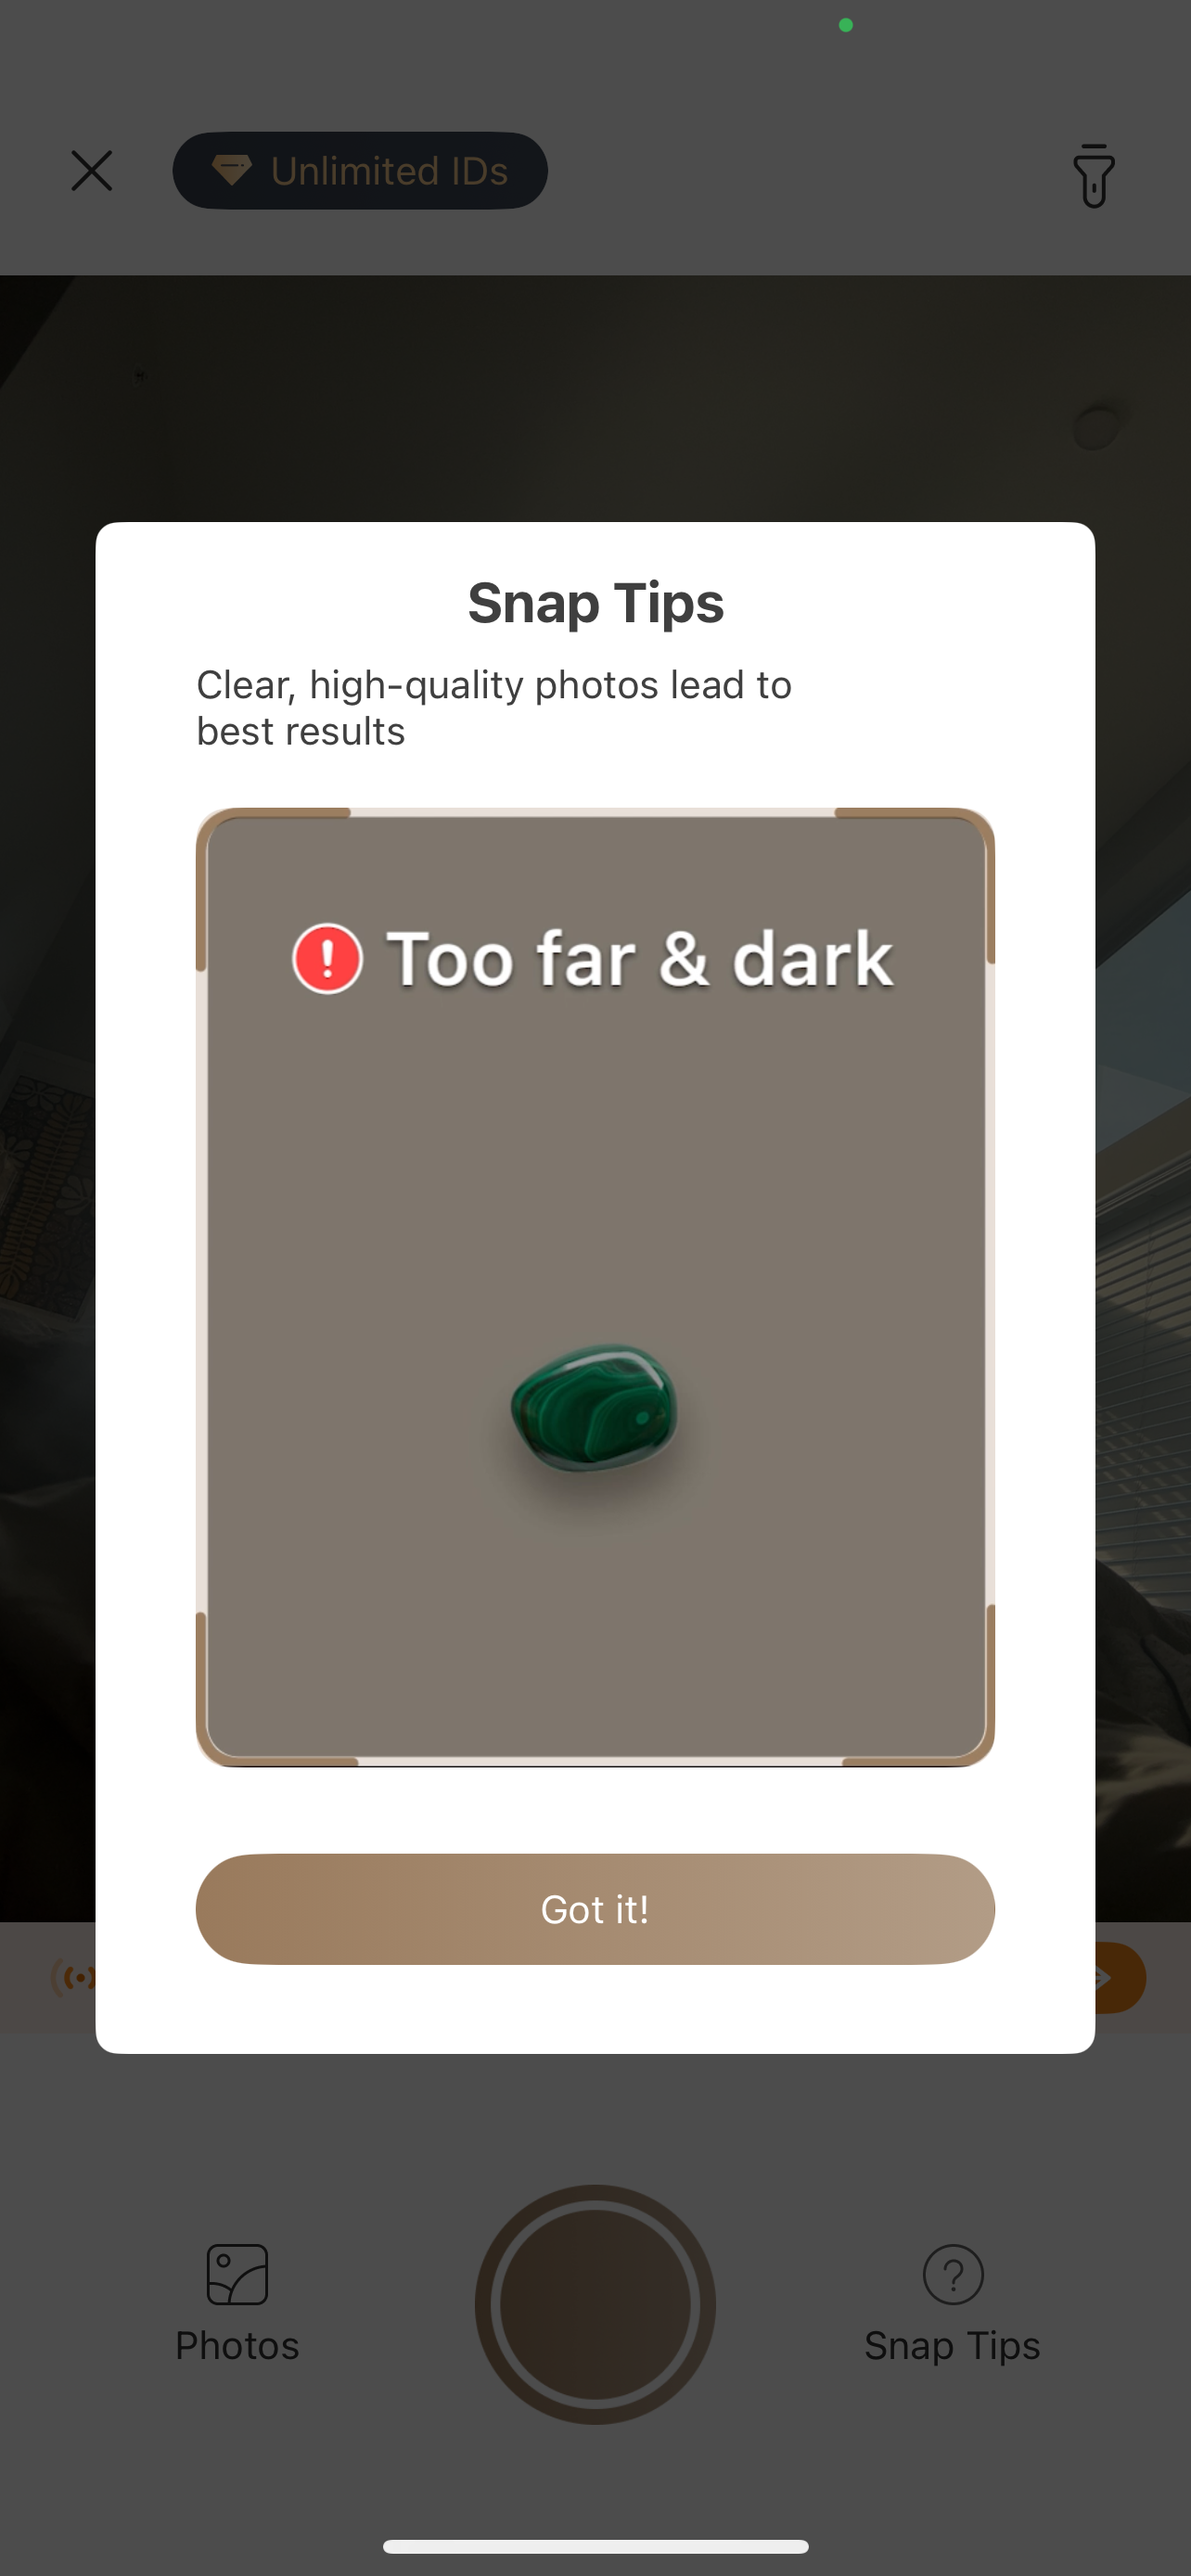 Unlimited IDs
Snap Tips
Clear, high-quality photos lead to
best results
Too far & dark
Got it!
Photos
Snap Tips